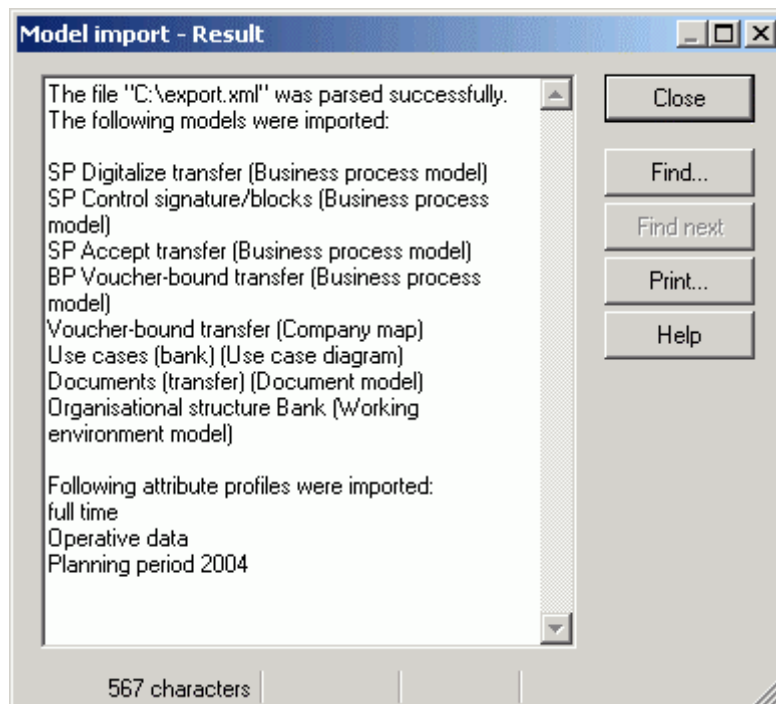 Model import - Result
The file "C:\export.xml" was parsed successfully.
The following models were imported:
SP Digitalize transfer (Business process model)
SP Control signature/blocks (Business process
model)
SP Accept transfer (Business process model)
BP Voucher-bound transfer (Business process
model)
Voucher-bound transfer (Company map)
Use cases (bank) (Use case diagram)
Documents (transfer) (Document model)
Organisational structure Bank (Working
environment model)
Following attribute profiles were imported:
full time
Operative data
Planning period 2004
Close
Find...
Find next
Print...
Help
567 characters